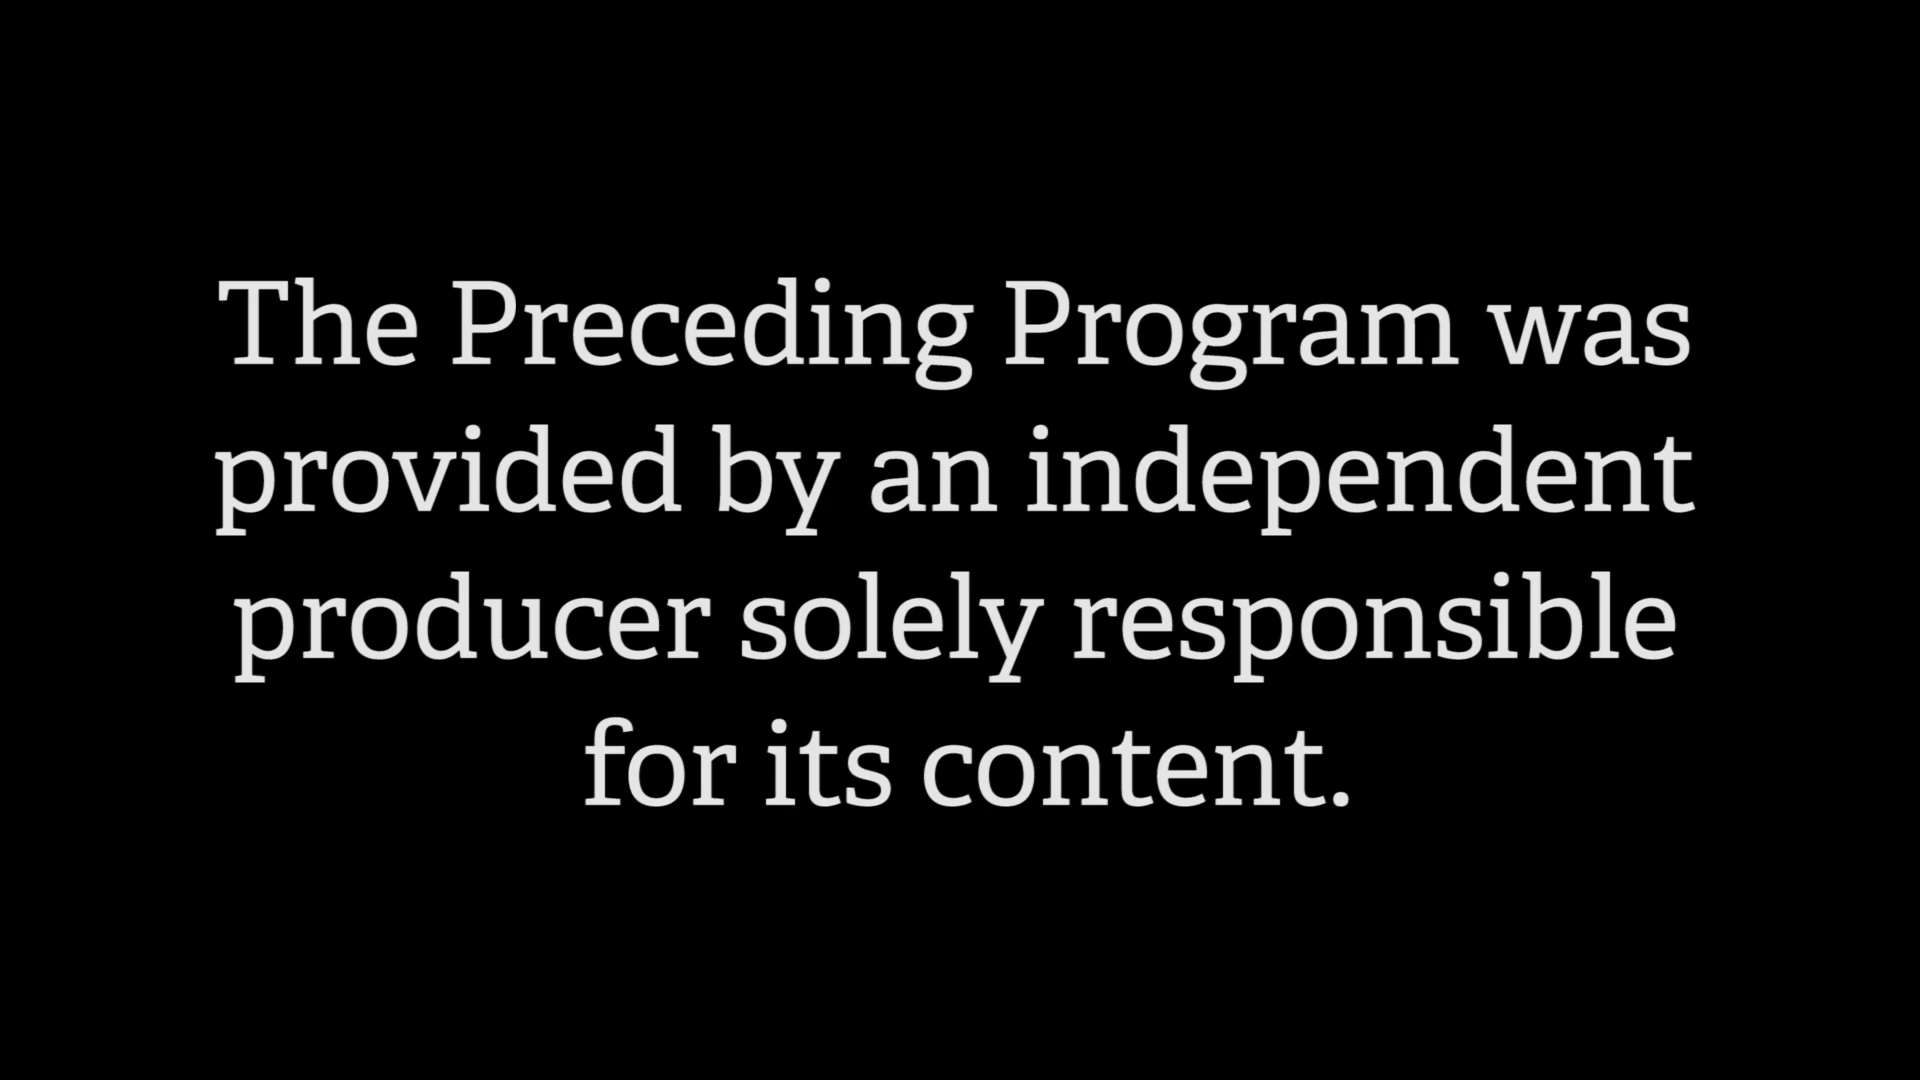 The Preceding Program was
provided by an independent
producer solely responsible
for its content.